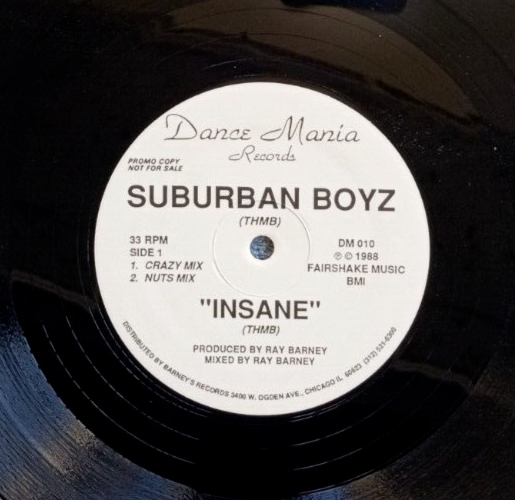 Dance Mania
Records
PROMO COPY
NOT FOR SALE
SUBURBAN BOYZ
(THMB)
33 RPM
SIDE 1
1. CRAZY MIX
2. NUTS MIX
DM 010
℗ © 1988
FAIRSHAKE MUSIC
BMI
"INSANE"
(THMB)
PRODUCED BY RAY BARNEY
MIXED BY RAY BARNEY
DISTRIBUTED BY BARNEY'S RECORDS 3400 W. OGDEN AVE., CHICAGO IL 60623 (312) 521-6300